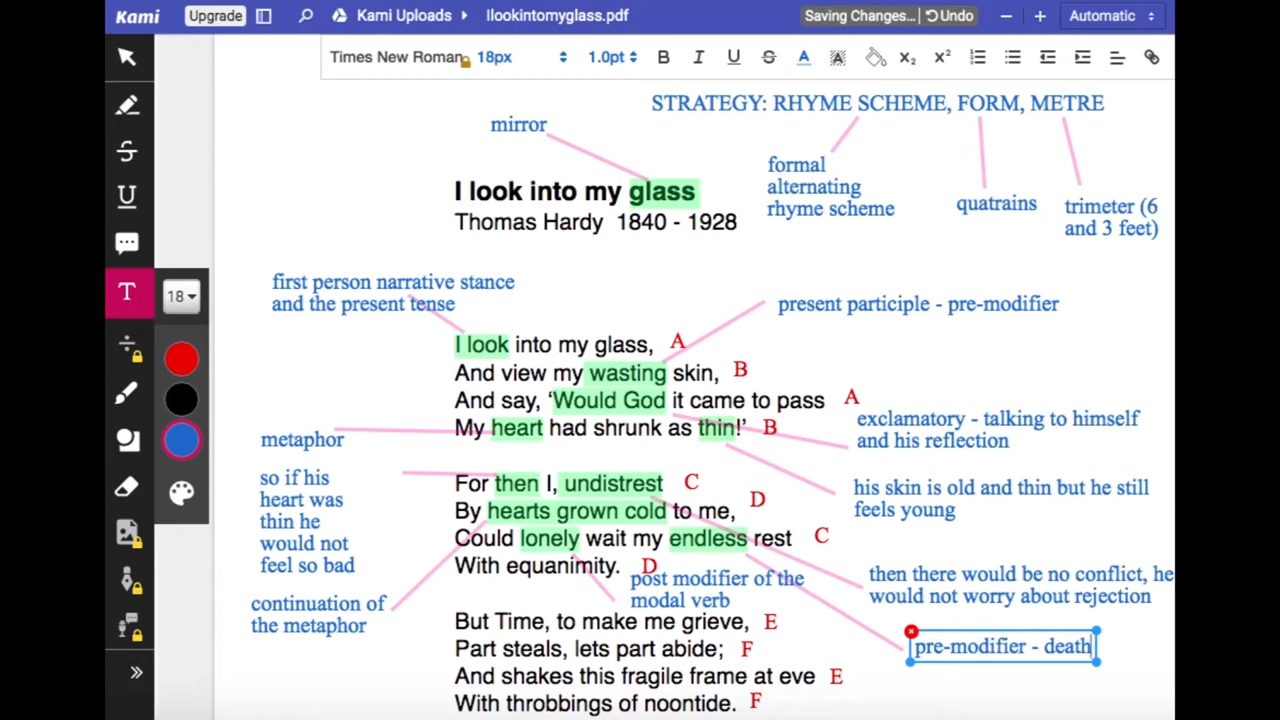 Kami Upgrade Kami Uploads Ilookintomyglass.pdf Saving Changes... Undo Automatic
Times New Roman 18px 1.0pt B I U S A A X₂ X²
STRATEGY: RHYME SCHEME, FORM, METRE
mirror
formal
alternating
rhyme scheme
quatrains
trimeter (6
and 3 feet)
I look into my glass
Thomas Hardy 1840 - 1928
T
18
first person narrative stance
and the present tense
present participle - pre-modifier
I look into my glass, A
And view my wasting skin, B
And say, ‘Would God it came to pass A
My heart had shrunk as thin!’ B
exclamatory - talking to himself
and his reflection
metaphor
so if his
heart was
thin he
would not
feel so bad
his skin is old and thin but he still
feels young
For then I, undistrest C
By hearts grown cold to me, D
Could lonely wait my endless rest C
With equanimity. D
post modifier of the
modal verb
then there would be no conflict, he
would not worry about rejection
continuation of
the metaphor
pre-modifier - death
But Time, to make me grieve, E
Part steals, lets part abide; F
And shakes this fragile frame at eve E
With throbbings of noontide. F